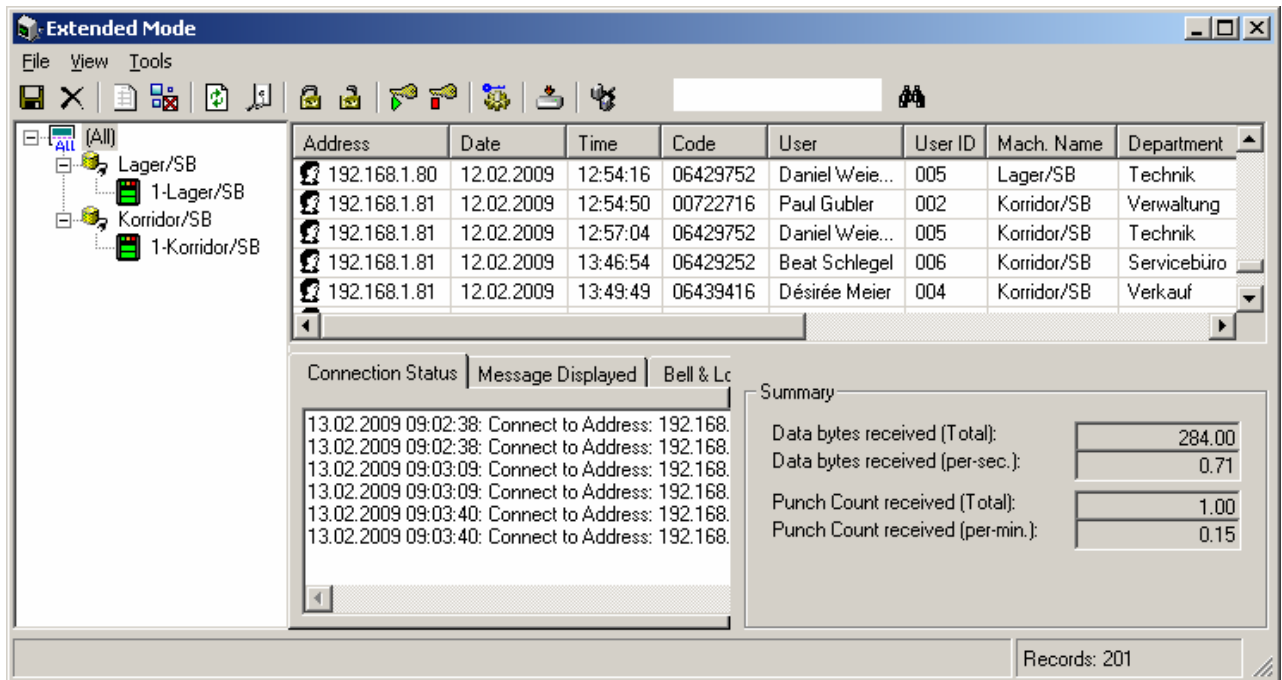 Extended Mode
File View Tools
(All)
ALL
Lager/SB
1-Lager/SB
Korridor/SB
1-Korridor/SB
Address Date Time Code User User ID Mach. Name Department
192.168.1.80 12.02.2009 12:54:16 06429752 Daniel Weie... 005 Lager/SB Technik
192.168.1.81 12.02.2009 12:54:50 00722716 Paul Gubler 002 Korridor/SB Verwaltung
192.168.1.81 12.02.2009 12:57:04 06429752 Daniel Weie... 005 Korridor/SB Technik
192.168.1.81 12.02.2009 13:46:54 06429252 Beat Schlegel 006 Korridor/SB Servicebüro
192.168.1.81 12.02.2009 13:49:49 06439416 Désirée Meier 004 Korridor/SB Verkauf
Connection Status Message Displayed Bell & Lo
13.02.2009 09:02:38: Connect to Address: 192.168.
13.02.2009 09:02:38: Connect to Address: 192.168.
13.02.2009 09:03:09: Connect to Address: 192.168.
13.02.2009 09:03:09: Connect to Address: 192.168.
13.02.2009 09:03:40: Connect to Address: 192.168.
13.02.2009 09:03:40: Connect to Address: 192.168.
Summary
Data bytes received (Total): 284.00
Data bytes received (per-sec.): 0.71
Punch Count received (Total): 1.00
Punch Count received (per-min.): 0.15
Records: 201